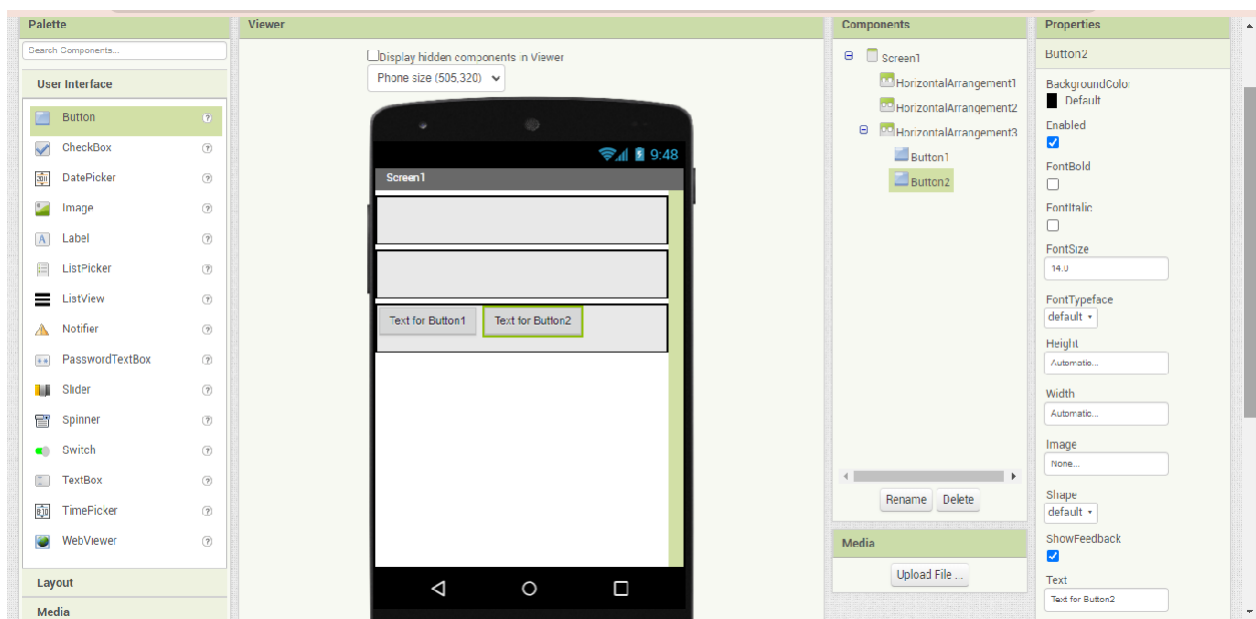 Palette
Search Components...
User Interface
Button
CheckBox
DatePicker
Image
Label
ListPicker
ListView
Notifier
PasswordTextBox
Slider
Spinner
Switch
TextBox
TimePicker
WebViewer
Layout
Media
Viewer
Display hidden components in Viewer
Phone size (505,320)
9:48
Screen1
Text for Button1
Text for Button2
Components
Screen1
HorizontalArrangement1
HorizontalArrangement2
HorizontalArrangement3
Button1
Button2
Rename Delete
Media
Upload File ...
Properties
Button2
BackgroundColor
Default
Enabled
FontBold
FontItalic
FontSize
14.0
FontTypeface
default
Height
Automatic...
Width
Automatic...
Image
None...
Shape
default
ShowFeedback
Text
Text for Button2